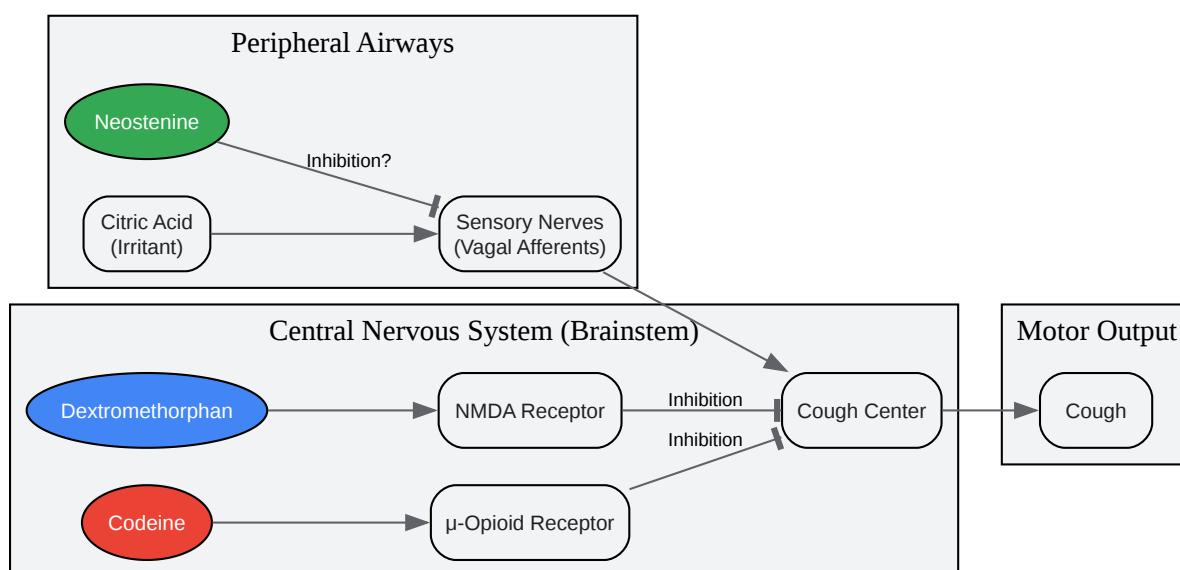 Peripheral Airways
Neostenine
Inhibition?
Citric Acid
(Irritant)
Sensory Nerves
(Vagal Afferents)
Central Nervous System (Brainstem)
Dextromethorphan
NMDA Receptor
Inhibition
Cough Center
Inhibition
Codeine
μ-Opioid Receptor
Motor Output
Cough